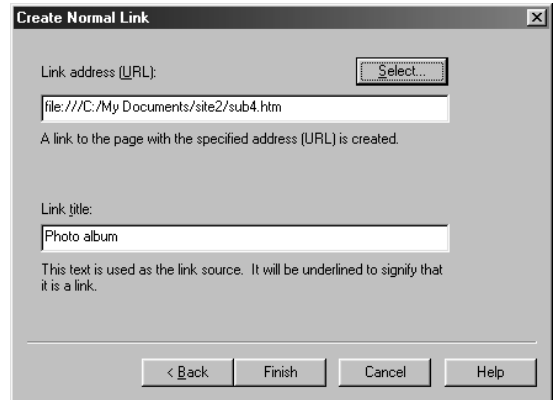 Create Normal Link
Link address (URL):
Select...
file:///C:/My Documents/site2/sub4.htm
A link to the page with the specified address (URL) is created.
Link title:
Photo album
This text is used as the link source.  It will be underlined to signify that
it is a link.
< Back
Finish
Cancel
Help